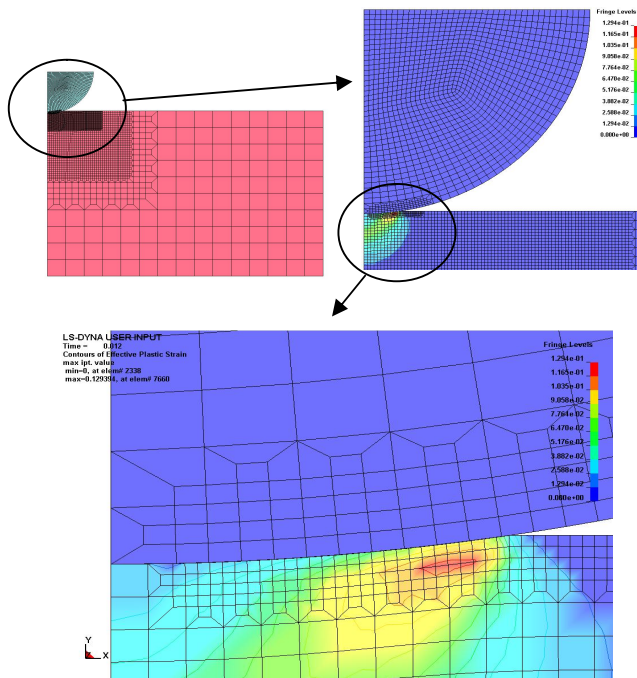 Fringe Levels
1.294e-01
1.165e-01
1.035e-01
9.058e-02
7.764e-02
6.470e-02
5.176e-02
3.882e-02
2.588e-02
1.294e-02
0.000e+00
LS-DYNA USER INPUT
Time = 0.012
Contours of Effective Plastic Strain
max ipt. value
min=0, at elem# 2338
max=0.129394, at elem# 7660
Fringe Levels
1.294e-01
1.165e-01
1.035e-01
9.058e-02
7.764e-02
6.470e-02
5.176e-02
3.882e-02
2.588e-02
1.294e-02
0.000e+00
Y
X